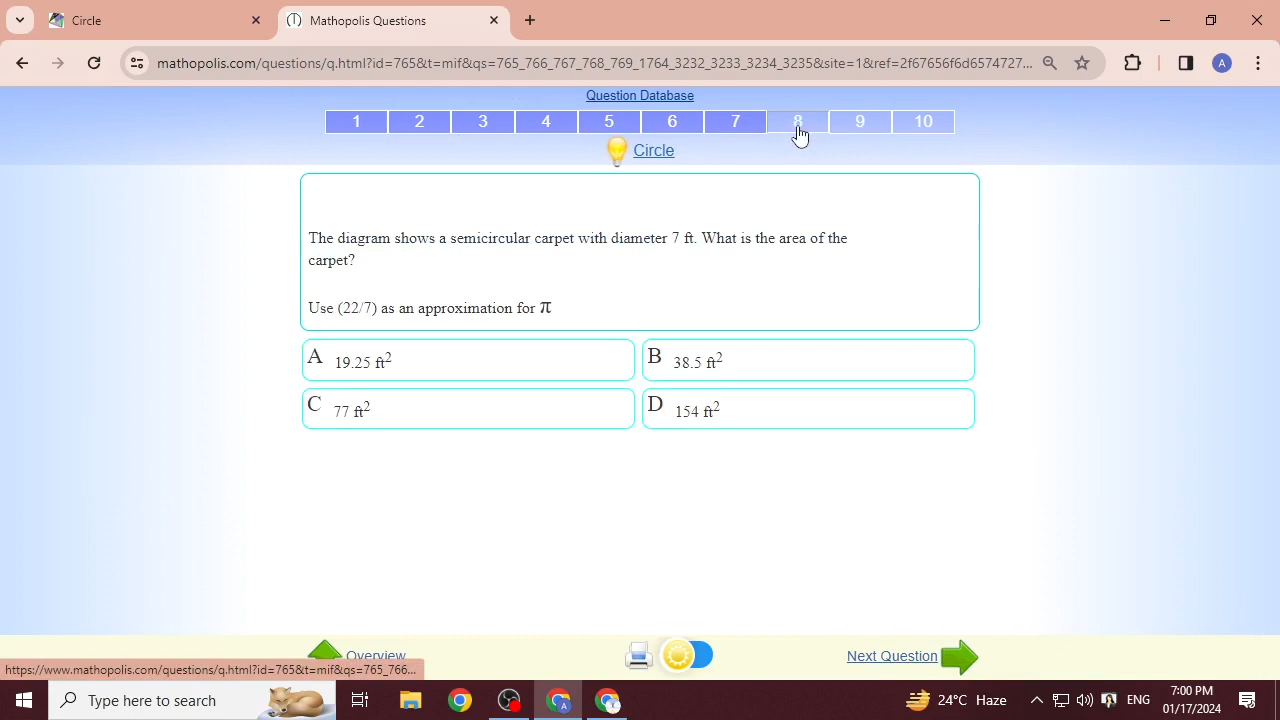 Circle
Mathopolis Questions
mathopolis.com/questions/q.html?id=765&t=mif&qs=765_766_767_768_769_1764_3232_3233_3234_3235&site=1&ref=2f67656f6d6574727...
A
Question Database
1 2 3 4 5 6 7 8 9 10
Circle
The diagram shows a semicircular carpet with diameter 7 ft. What is the area of the
carpet?
Use (22/7) as an approximation for π
A 19.25 ft²
B 38.5 ft²
C 77 ft²
D 154 ft²
Overview
Next Question
https://www.mathopolis.com/questions/q.html?id=765&t=mif&qs=765_766...
Type here to search
A
24°C Haze
ENG
7:00 PM
01/17/2024